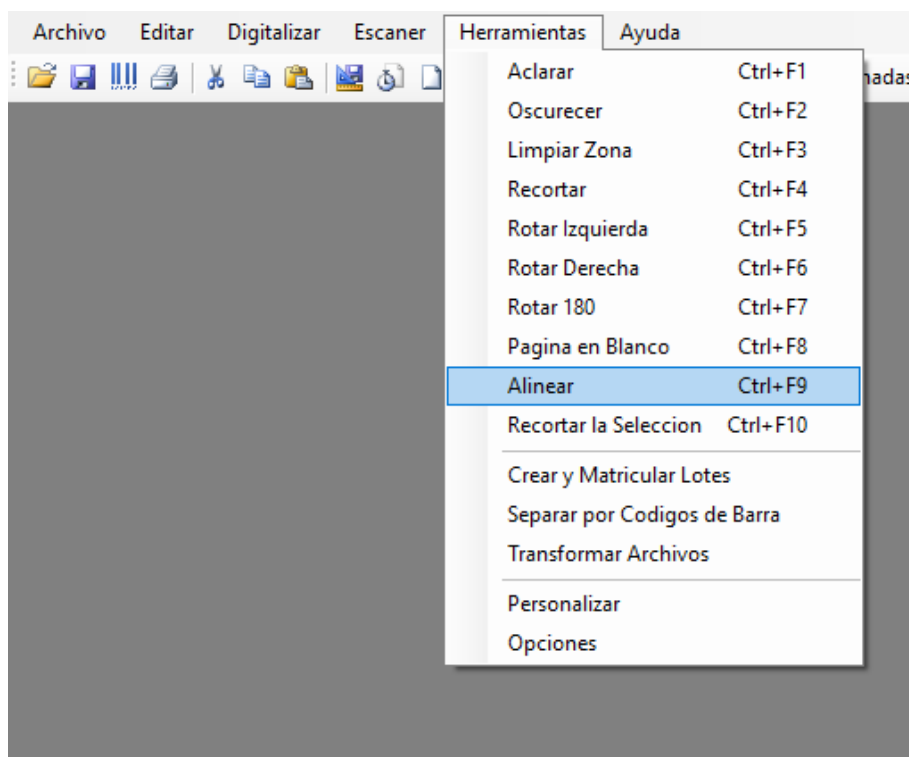 Archivo Editar Digitalizar Escaner Herramientas Ayuda
Aclarar Ctrl+F1
Oscurecer Ctrl+F2
Limpiar Zona Ctrl+F3
Recortar Ctrl+F4
Rotar Izquierda Ctrl+F5
Rotar Derecha Ctrl+F6
Rotar 180 Ctrl+F7
Pagina en Blanco Ctrl+F8
Alinear Ctrl+F9
Recortar la Seleccion Ctrl+F10
Crear y Matricular Lotes
Separar por Codigos de Barra
Transformar Archivos
Personalizar
Opciones